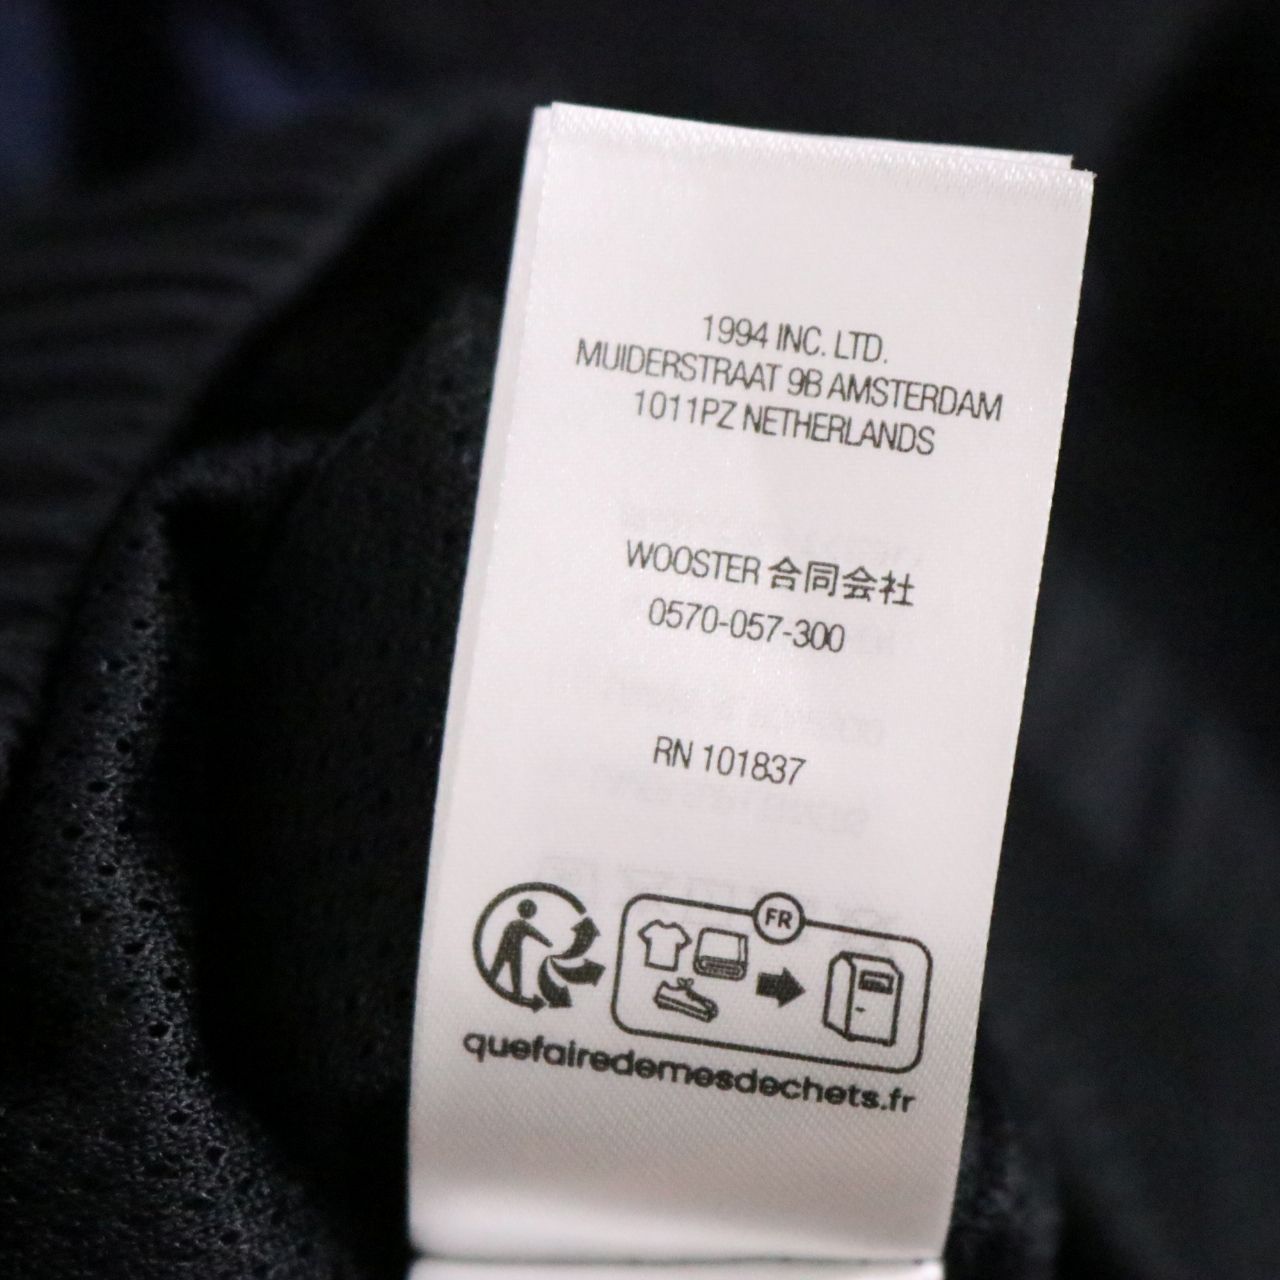 1994 INC. LTD.
MUIDERSTRAAT 9B AMSTERDAM
1011PZ NETHERLANDS
WOOSTER 合同会社
0570-057-300
RN 101837
FR
quefairedemesdechets.fr